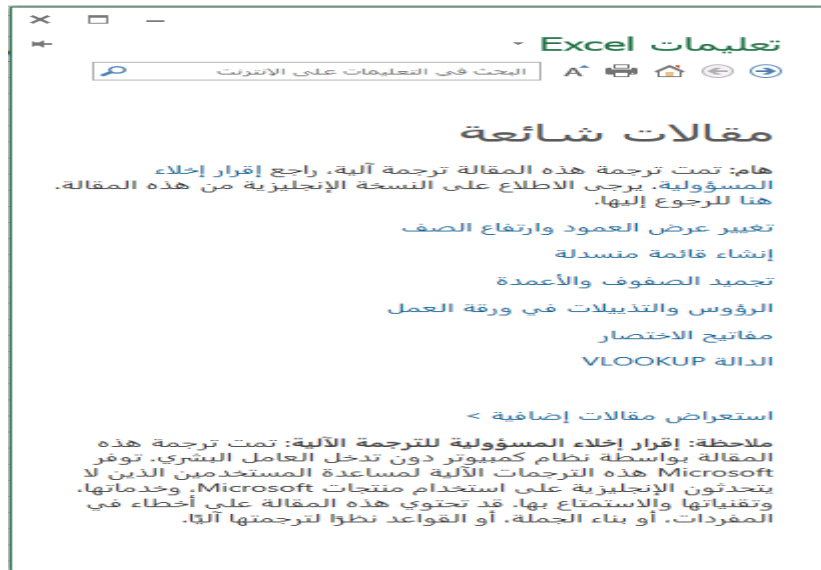 تعليمات Excel
البحث في التعليمات على الانترنت
A
مقالات شائعة
هام: تمت ترجمة هذه المقالة ترجمة آلية، راجع إقرار إخلاء
المسؤولية. يرجى الاطلاع على النسخة الإنجليزية من هذه المقالة.
هنا للرجوع إليها.
تغيير عرض العمود وارتفاع الصف
إنشاء قائمة منسدلة
تجميد الصفوف والأعمدة
الرؤوس والتذييلات في ورقة العمل
مفاتيح الاختصار
الدالة VLOOKUP
استعراض مقالات إضافية >
ملاحظة: إقرار إخلاء المسؤولية للترجمة الآلية: تمت ترجمة هذه
المقالة بواسطة نظام كمبيوتر دون تدخل العامل البشري. توفر
Microsoft هذه الترجمات الآلية لمساعدة المستخدمين الذين لا
يتحدثون الإنجليزية على استخدام منتجات Microsoft، وخدماتها،
وتقنياتها والاستمتاع بها. قد تحتوي هذه المقالة على أخطاء في
المفردات، أو بناء الجملة، أو القواعد نظرًا لترجمتها آليًا.